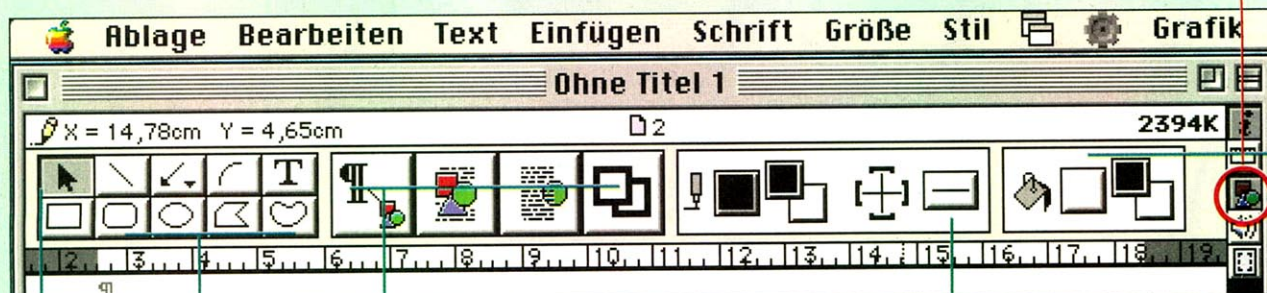 Ablage Bearbeiten Text Einfügen Schrift Größe Stil Grafik
Ohne Titel 1
X = 14,78cm Y = 4,65cm 2 2394K
T
¶
2 3 4 5 6 7 8 9 10 11 12 13 14 15 16 17 18 19
¶